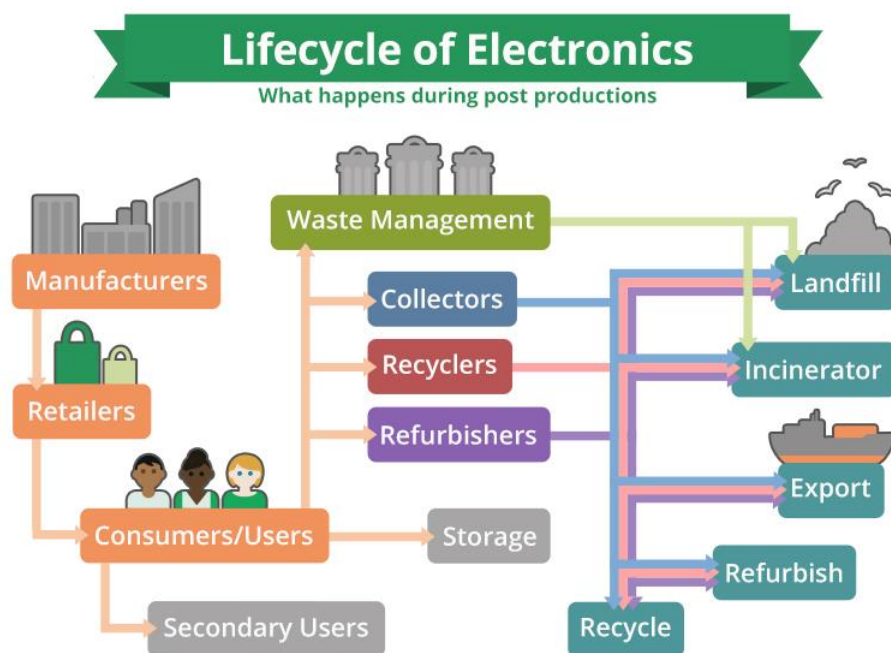 Lifecycle of Electronics
What happens during post productions
Waste Management
Manufacturers
Collectors
Landfill
Recyclers
Incinerator
Retailers
Refurbishers
Export
Consumers/Users
Storage
Refurbish
Secondary Users
Recycle